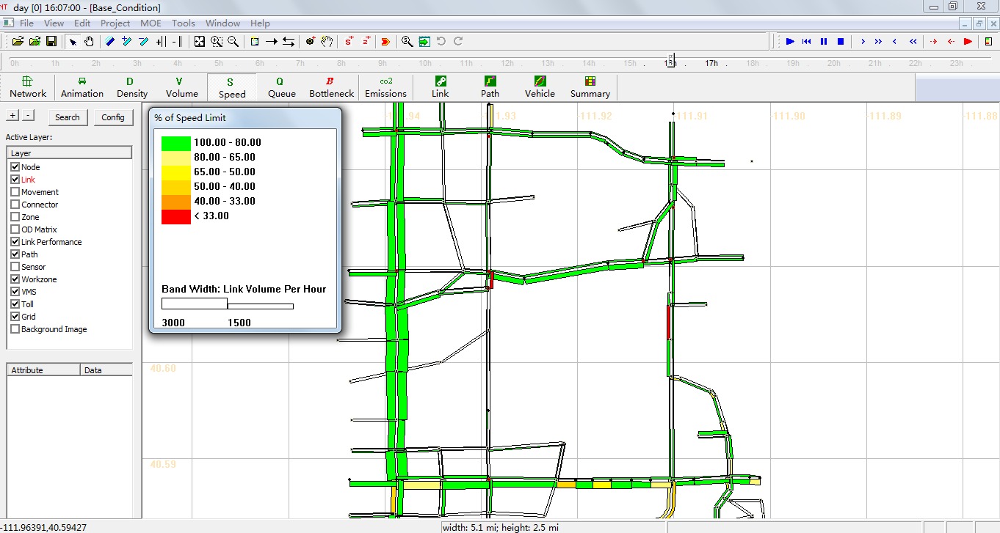 day [0] 16:07:00 - [Base_Condition]
File View Edit Project MOE Tools Window Help
0h 1h 2h 3h 4h 5h 6h 7h 8h 9h 10h 11h 12h 13h 14h 15h 17h 18h 19h 20h 21h 22h 23h
Network Animation Density Volume Speed Queue Bottleneck Emissions Link Path Vehicle Summary
D V S Q B co2
+ - Search Config
Active Layer:
Layer
Node
Link
Movement
Connector
Zone
OD Matrix
Link Performance
Path
Sensor
Workzone
VMS
Toll
Grid
Background Image
Attribute Data
% of Speed Limit
100.00 - 80.00
80.00 - 65.00
65.00 - 50.00
50.00 - 40.00
40.00 - 33.00
< 33.00
Band Width: Link Volume Per Hour
3000 1500
-111.93 -111.92 -111.91 -111.90 -111.89 -111.88
40.60
40.59
-111.96391,40.59427
width: 5.1 mi; height: 2.5 mi